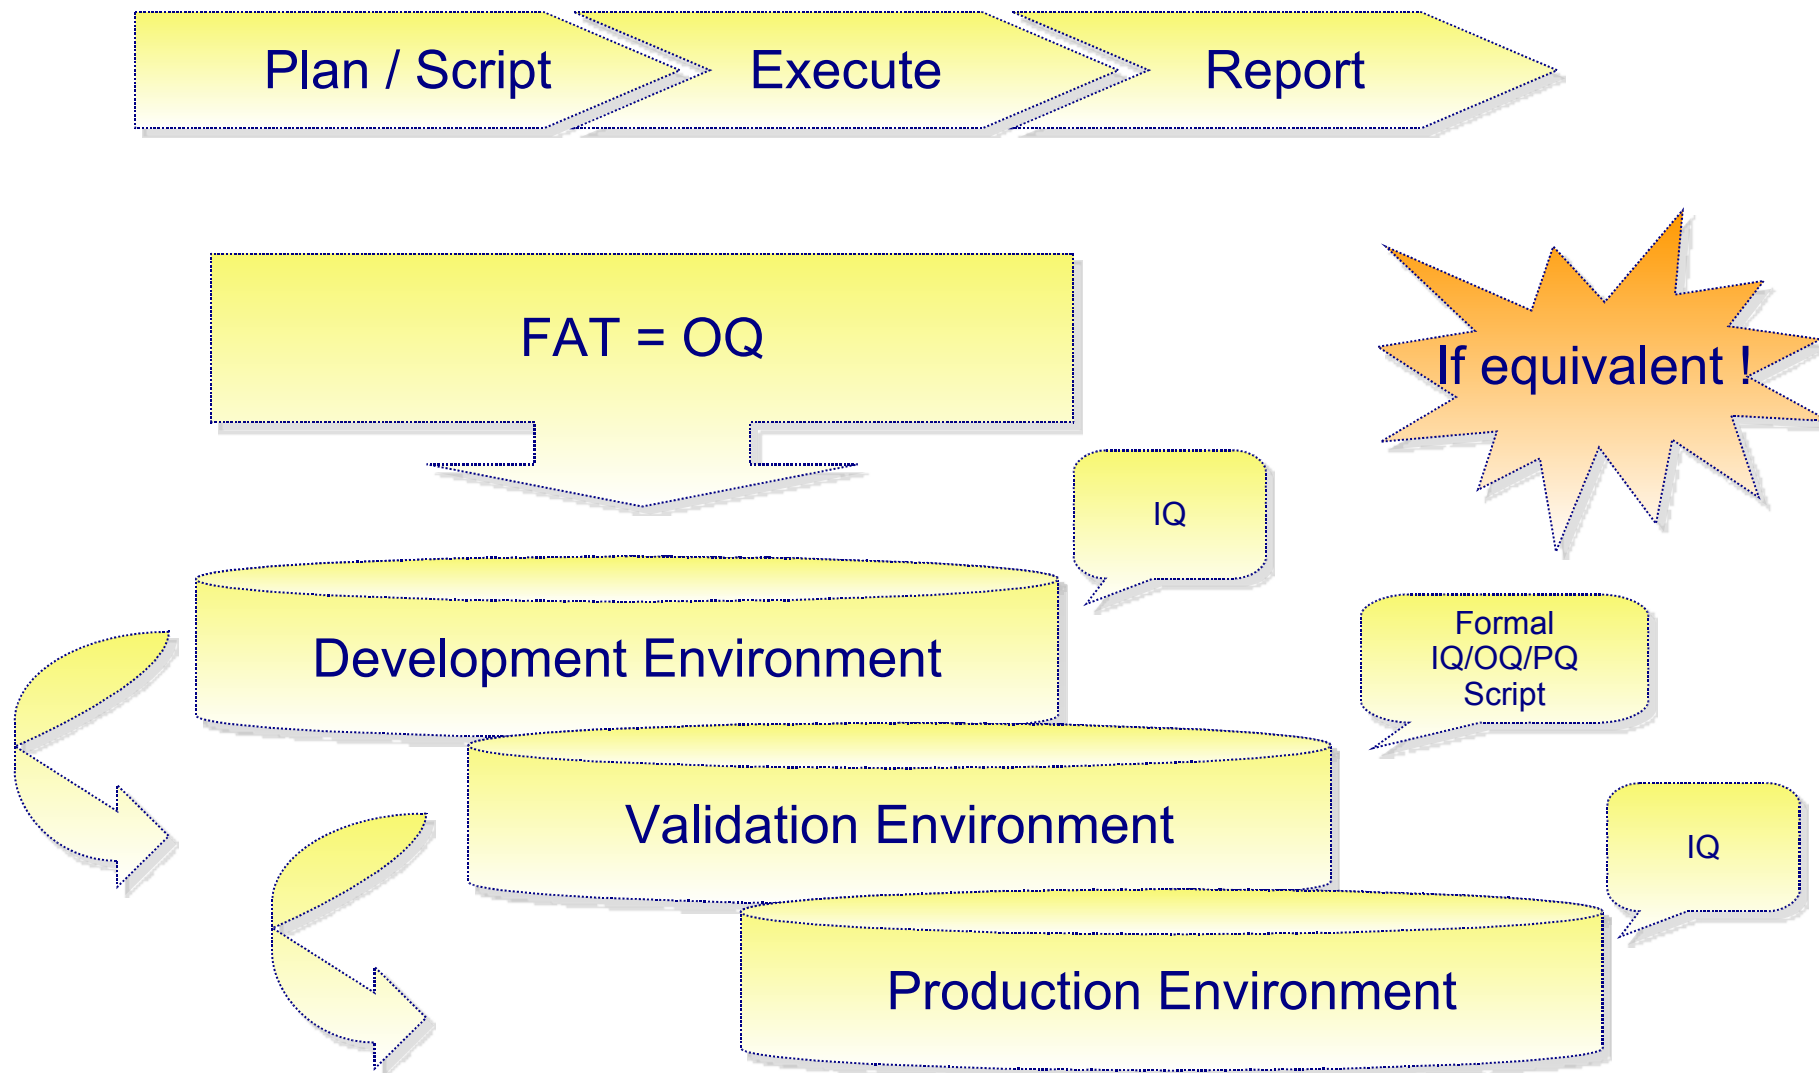 Plan / Script
Execute
Report
FAT = OQ
If equivalent !
IQ
Development Environment
Formal
IQ/OQ/PQ
Script
Validation Environment
IQ
Production Environment